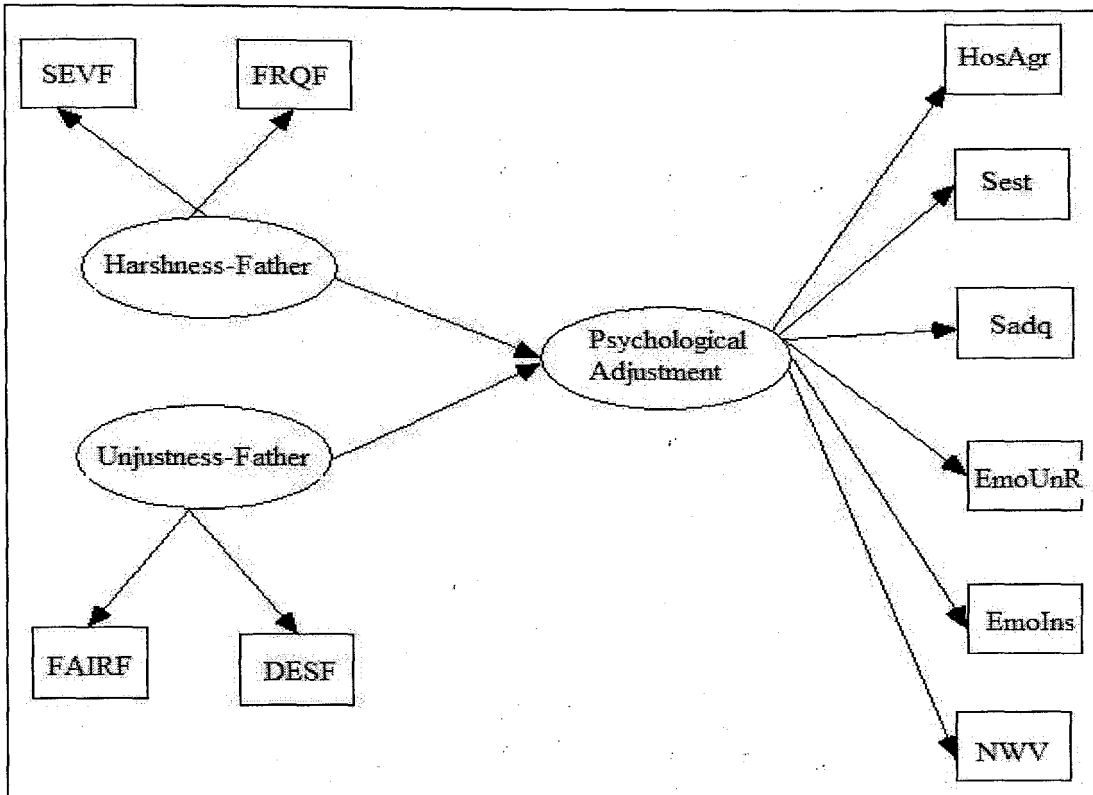 SEVF
FRQF
HosAgr
Sest
Harshness-Father
Sadq
Psychological
Adjustment
Unjustness-Father
EmoUnR
EmoIns
FAIRF
DESF
NWV